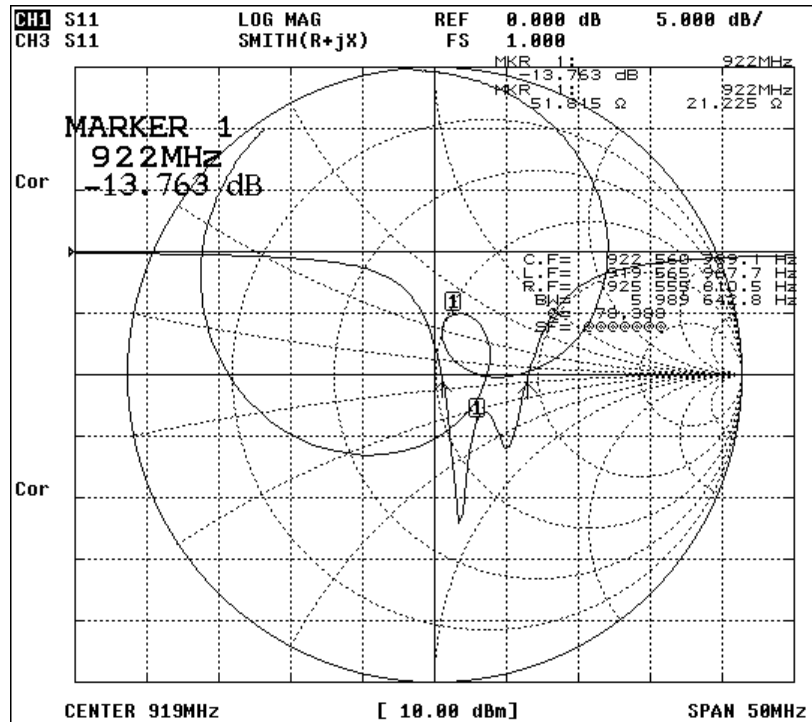 CH1 S11 LOG MAG REF 0.000 dB 5.000 dB/
CH3 S11 SMITH(R+jX) FS 1.000
MKR 1: 922MHz
-13.763 dB
MKR 1: 922MHz
51.815 Ω 21.225 Ω
MARKER 1
922MHz
-13.763 dB
Cor
C.F= 922 560 989.1 Hz
L.F= 919 565 987.7 Hz
R.F= 925 555 810.5 Hz
BW= 5 989 642.8 Hz
1
SF= @@@@@@@
1
Cor
CENTER 919MHz [ 10.00 dBm] SPAN 50MHz